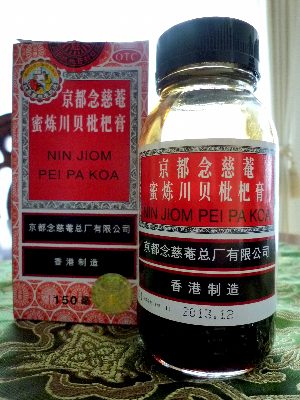 OTC
京都念慈菴
蜜炼川贝枇杷膏
NIN JIOM
PEI PA KOA
京都念慈菴总厂有限公司
香港制造
京都念慈菴
蜜炼川贝枇杷膏
NIN JIOM PEI PA KOA
京都念慈菴总厂有限公司
香港制造
2013.12